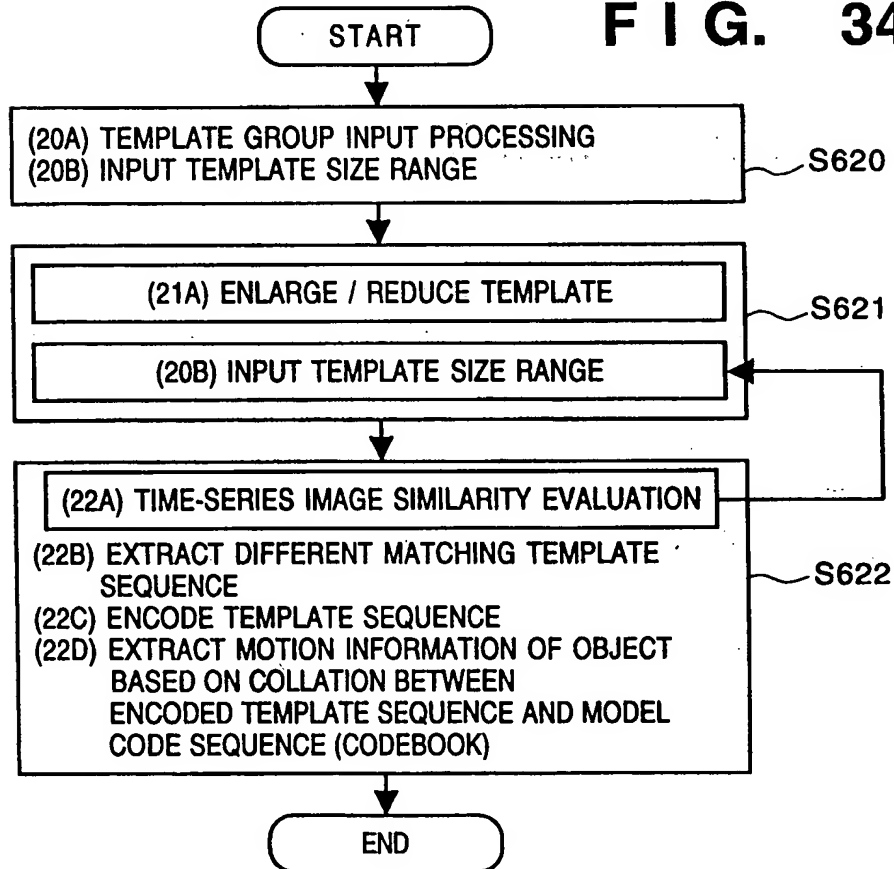 FIG. 34
START
(20A) TEMPLATE GROUP INPUT PROCESSING
(20B) INPUT TEMPLATE SIZE RANGE
S620
(21A) ENLARGE / REDUCE TEMPLATE
S621
(20B) INPUT TEMPLATE SIZE RANGE
(22A) TIME-SERIES IMAGE SIMILARITY EVALUATION
(22B) EXTRACT DIFFERENT MATCHING TEMPLATE
SEQUENCE
S622
(22C) ENCODE TEMPLATE SEQUENCE
(22D) EXTRACT MOTION INFORMATION OF OBJECT
BASED ON COLLATION BETWEEN
ENCODED TEMPLATE SEQUENCE AND MODEL
CODE SEQUENCE (CODEBOOK)
END